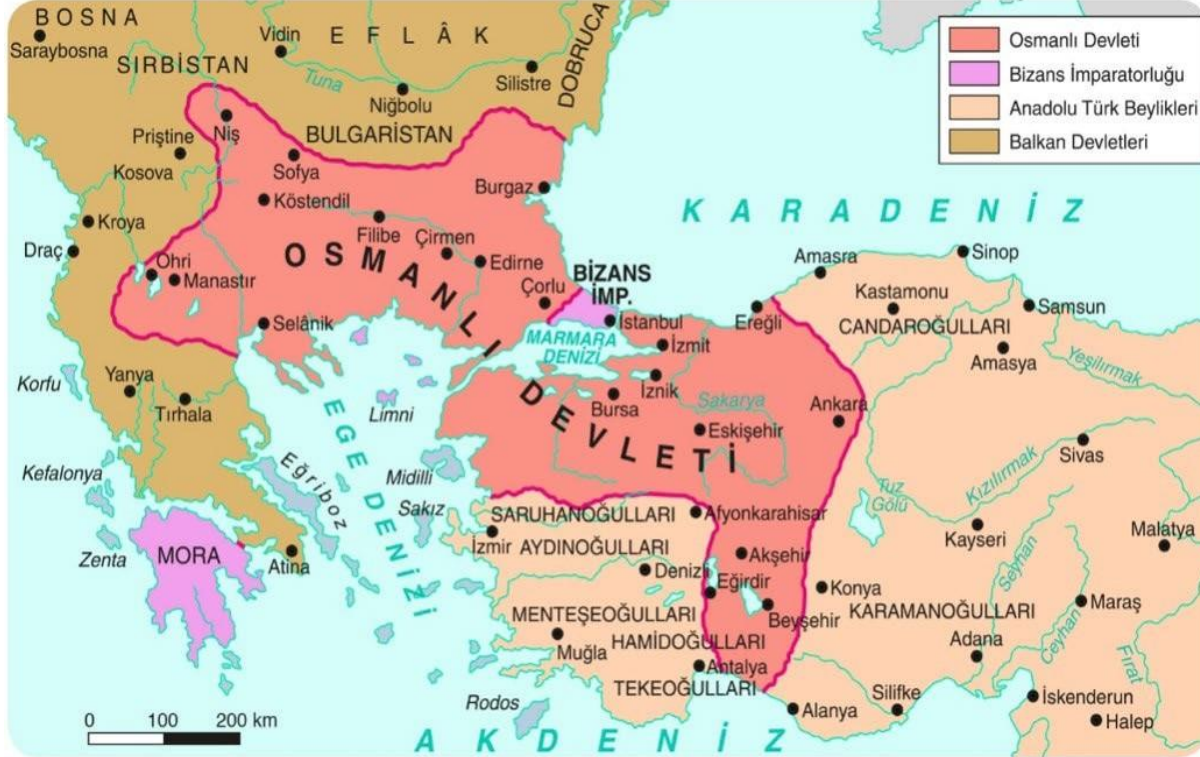 BOSNA
Saraybosna
SIRBİSTAN
Vidin
EFLÂK
Tuna
Niğbolu
Silistre
DOBRUCA
Osmanlı Devleti
Bizans İmparatorluğu
Anadolu Türk Beylikleri
Balkan Devletleri
Niş
BULGARİSTAN
Priştine
Kosova
Sofya
Köstendil
Burgaz
Kroya
Draç
Filibe
Çirmen
Edirne
Ohri
Manastır
Çorlu
Selânik
OSMANLI DEVLETİ
BİZANS
İMP.
İstanbul
MARMARA
DENİZİ
İzmit
İznik
Bursa
Sakarya
Eskişehir
KARADENİZ
Amasra
Sinop
Ereğli
Kastamonu
CANDAROĞULLARI
Samsun
Amasya
Yeşilırmak
Ankara
Sivas
Kızılırmak
Tuz
Gölü
Kayseri
Malatya
Korfu
Yanya
Tırhala
Limni
EGE DENİZİ
Kefalonya
Eğriboz
Midilli
Sakız
Zenta
MORA
Atina
SARUHANOĞULLARI
Afyonkarahisar
İzmir
AYDINOĞULLARI
Akşehir
Denizli
Eğirdir
Konya
Beyşehir
KARAMANOĞULLARI
Seyhan
Ceyhan
Maraş
Fırat
MENTEŞEOĞULLARI
HAMİDOĞULLARI
Muğla
Antalya
TEKEOĞULLARI
Adana
Rodos
Alanya
Silifke
İskenderun
Halep
AKDENİZ
0 100 200 km